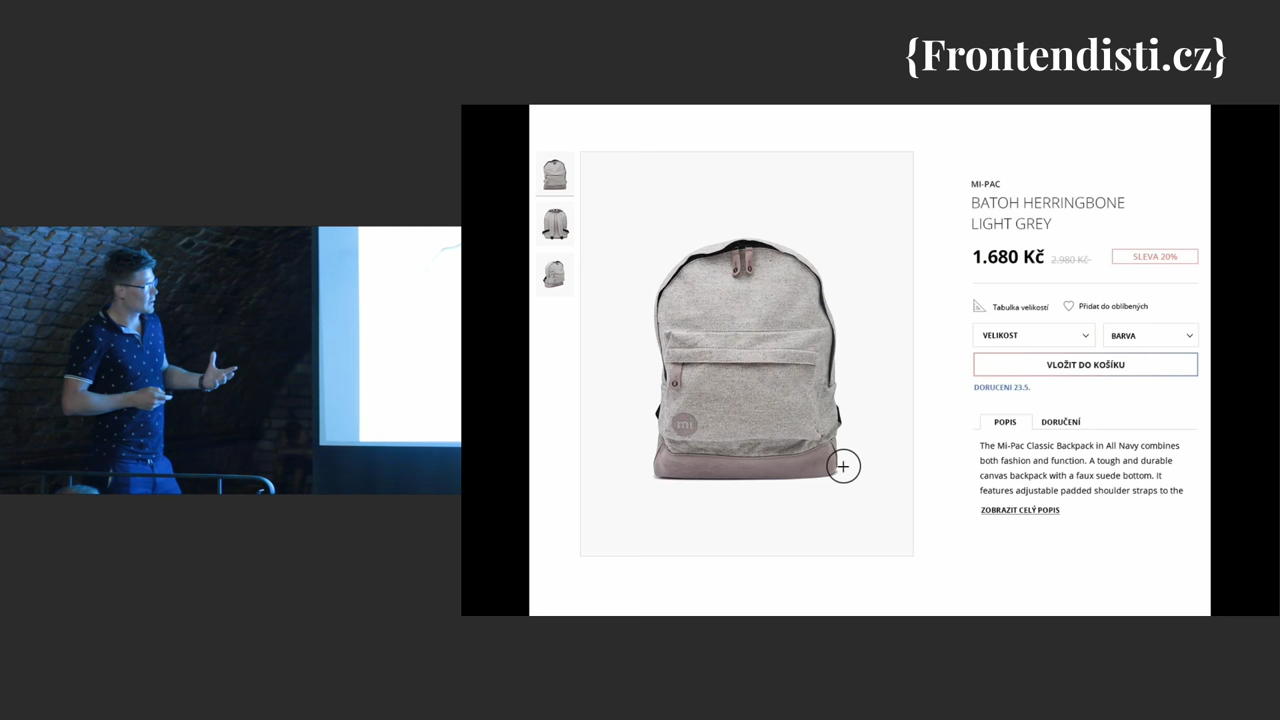 {Frontendisti.cz}
MI-PAC
BATOH HERRINGBONE
LIGHT GREY
1.680 Kč 2.980 Kč SLEVA 20%
Tabulka velikostí Přidat do oblíbených
VELIKOST BARVA
VLOŽIT DO KOŠÍKU
DORUCENI 23.5.
POPIS DORUČENÍ
The Mi-Pac Classic Backpack in All Navy combines
both fashion and function. A tough and durable
canvas backpack with a faux suede bottom. It
features adjustable padded shoulder straps to the
ZOBRAZIT CELÝ POPIS
mi